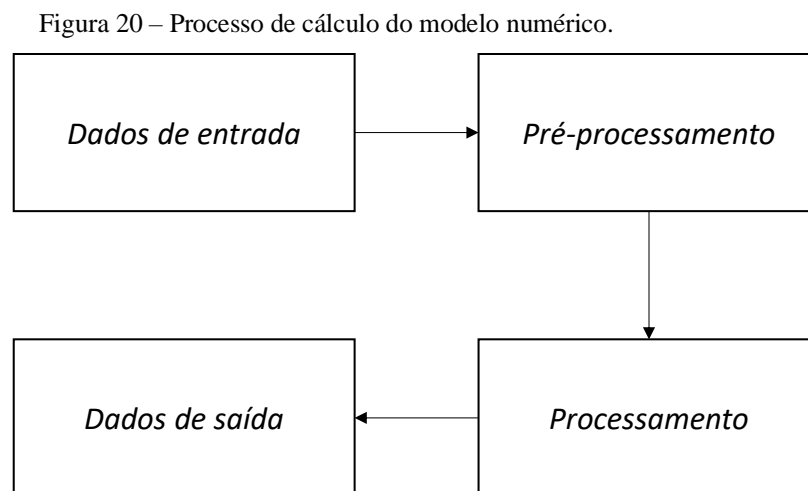 Figura 20 – Processo de cálculo do modelo numérico.
Dados de entrada
Pré-processamento
Processamento
Dados de saída